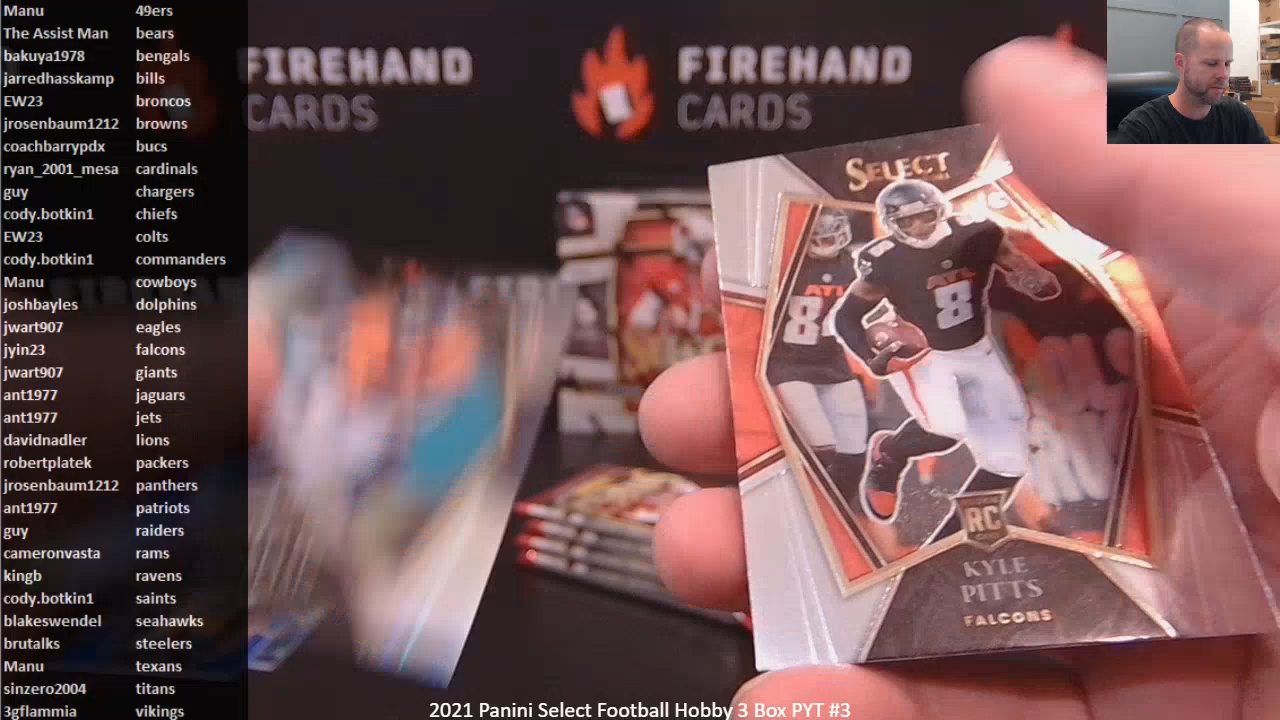 Manu 49ers
The Assist Man bears
bakuya1978 bengals
jarredhasskamp bills
EW23 broncos
jrosenbaum1212 browns
coachbarrypdx bucs
ryan_2001_mesa cardinals
guy chargers
cody.botkin1 chiefs
EW23 colts
cody.botkin1 commanders
Manu cowboys
joshbayles dolphins
jwart907 eagles
jyin23 falcons
jwart907 giants
ant1977 jaguars
ant1977 jets
davidnadler lions
robertplatek packers
jrosenbaum1212 panthers
ant1977 patriots
guy raiders
cameronvasta rams
kingb ravens
cody.botkin1 saints
blakeswendel seahawks
brutalks steelers
Manu texans
sinzero2004 titans
3gflammia vikings
FIREHAND
CARDS
FIREHAND
CARDS
SELECT
ATL
8
8
RC
KYLE
PITTS
FALCONS
2021 Panini Select Football Hobby 3 Box PYT #3